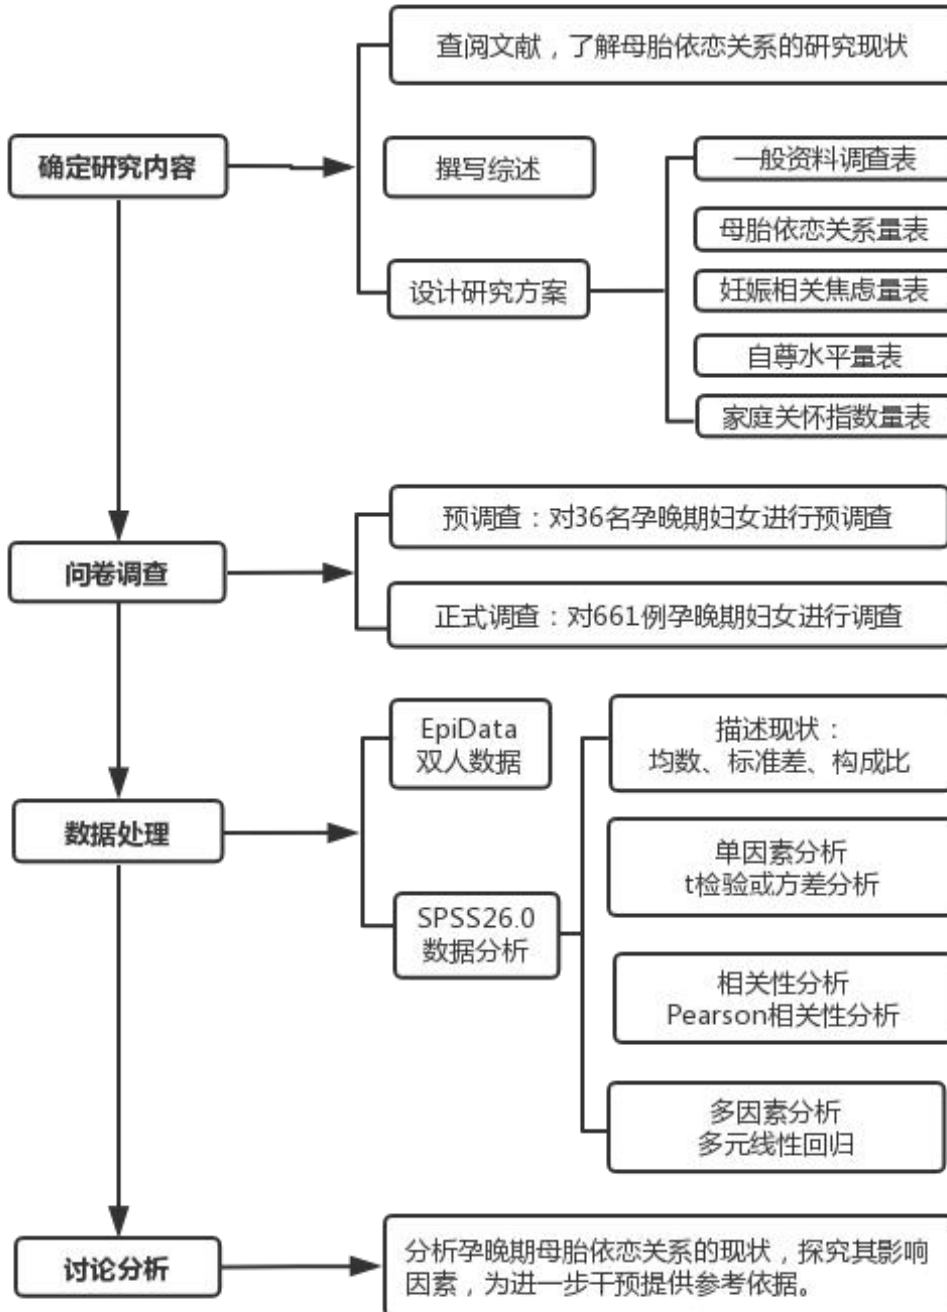 查阅文献，了解母胎依恋关系的研究现状
确定研究内容
撰写综述
一般资料调查表
母胎依恋关系量表
设计研究方案
妊娠相关焦虑量表
自尊水平量表
家庭关怀指数量表
预调查：对36名孕晚期妇女进行预调查
问卷调查
正式调查：对661例孕晚期妇女进行调查
EpiData
双人数据
描述现状：
均数、标准差、构成比
数据处理
单因素分析
t检验或方差分析
SPSS26.0
数据分析
相关性分析
Pearson相关性分析
多因素分析
多元线性回归
讨论分析
分析孕晚期母胎依恋关系的现状，探究其影响
因素，为进一步干预提供参考依据。